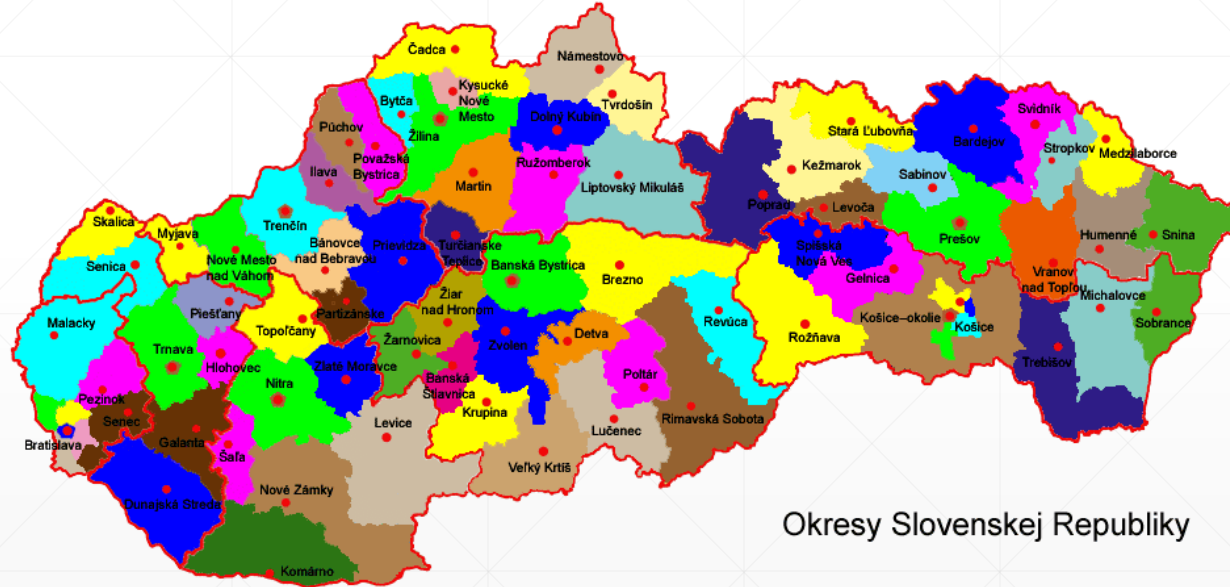 Čadca
Námestovo
Kysucké
Nové
Mesto
Bytča
Tvrdošín
Svidník
Púchov
Žilina
Dolný Kubín
Stará Ľubovňa
Bardejov
Stropkov
Medzilaborce
Považská
Bystrica
Ružomberok
Kežmarok
Ilava
Martin
Liptovský Mikuláš
Sabinov
Poprad
Levoča
Skalica
Myjava
Trenčín
Bánovce
nad Bebravou
Prievidza
Turčianske
Teplice
Spišská
Nová Ves
Prešov
Humenné
Snina
Senica
Nové Mesto
nad Váhom
Banská Bystrica
Brezno
Gelnica
Vranov
nad Topľou
Michalovce
Malacky
Piešťany
Topoľčany
Partizánske
Žiar
nad Hronom
Revúca
Rožňava
Košice–okolie
Košice
Sobrance
Trnava
Hlohovec
Zlaté Moravce
Žarnovica
Zvolen
Detva
Trebišov
Nitra
Banská
Štiavnica
Poltár
Pezinok
Krupina
Rimavská Sobota
Senec
Levice
Lučenec
Bratislava
Galanta
Šaľa
Veľký Krtíš
Nové Zámky
Dunajská Streda
Okresy Slovenskej Republiky
Komárno